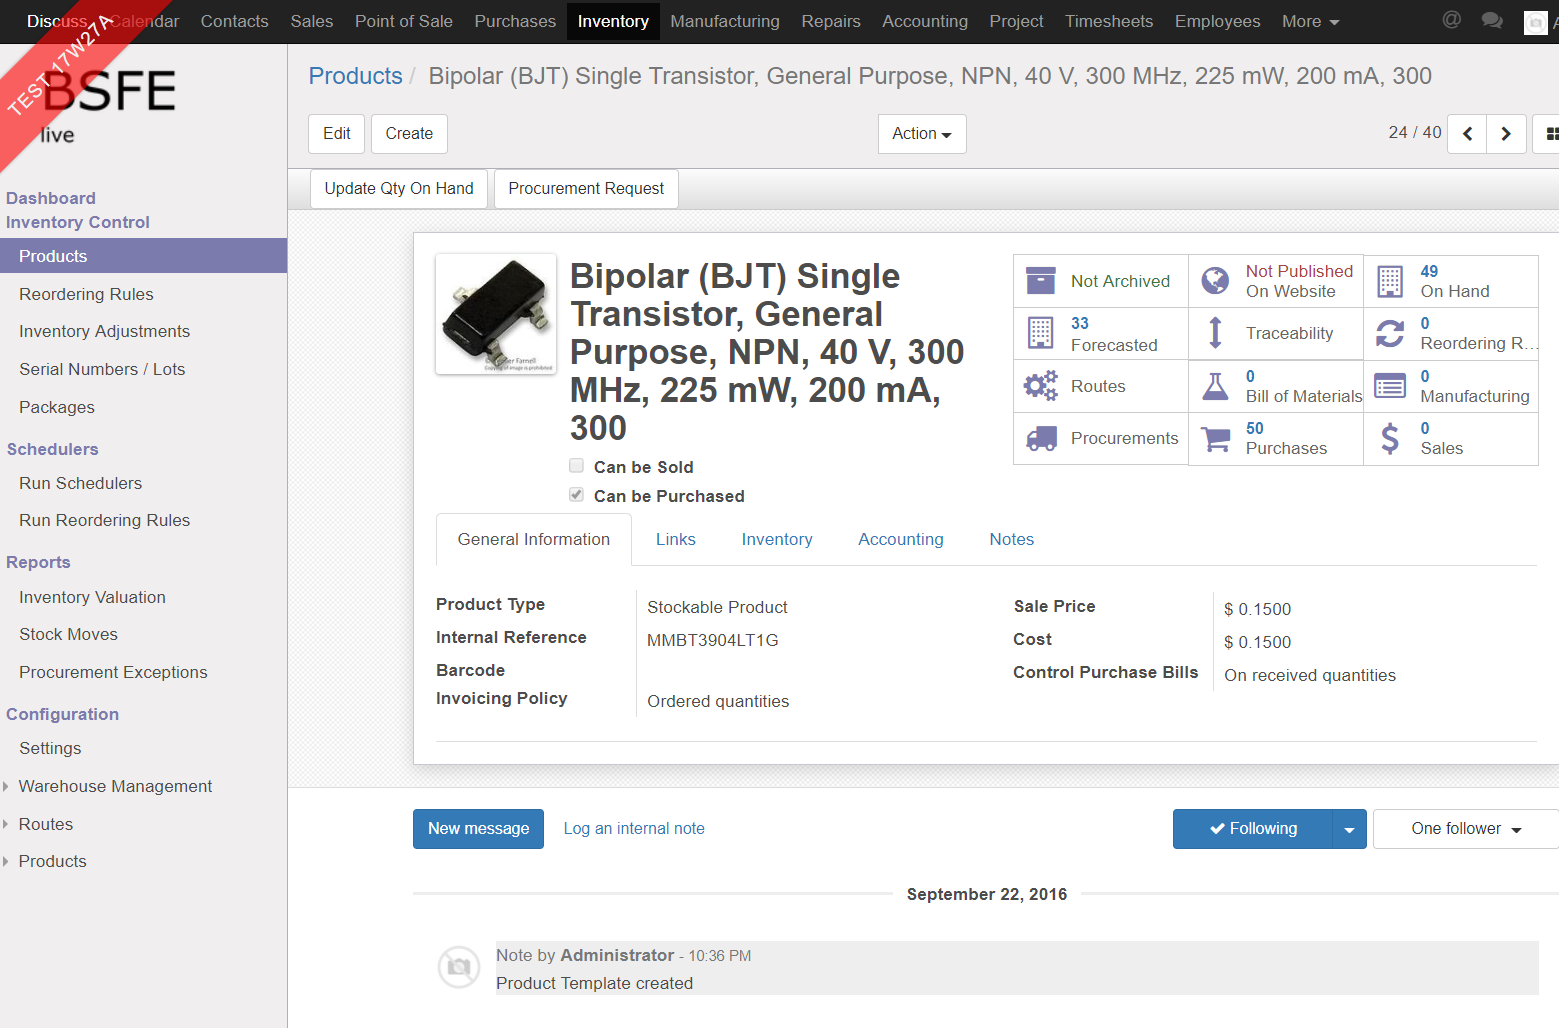 Discuss Calendar Contacts Sales Point of Sale Purchases Inventory Manufacturing Repairs Accounting Project Timesheets Employees More
TEST 17W27A
BSFE
live
Dashboard
Inventory Control
Products
Reordering Rules
Inventory Adjustments
Serial Numbers / Lots
Packages
Schedulers
Run Schedulers
Run Reordering Rules
Reports
Inventory Valuation
Stock Moves
Procurement Exceptions
Configuration
Settings
Warehouse Management
Routes
Products
Products / Bipolar (BJT) Single Transistor, General Purpose, NPN, 40 V, 300 MHz, 225 mW, 200 mA, 300
Edit Create Action 24 / 40
Update Qty On Hand Procurement Request
Bipolar (BJT) Single
Transistor, General
Purpose, NPN, 40 V, 300
MHz, 225 mW, 200 mA,
300
Can be Sold
Can be Purchased
Not Archived
Not Published
On Website
49
On Hand
33
Forecasted
Traceability
0
Reordering R...
Routes
0
Bill of Materials
0
Manufacturing
Procurements
50
Purchases
0
Sales
General Information Links Inventory Accounting Notes
Product Type Stockable Product
Internal Reference MMBT3904LT1G
Barcode
Invoicing Policy Ordered quantities
Sale Price $ 0.1500
Cost $ 0.1500
Control Purchase Bills On received quantities
New message Log an internal note Following One follower
September 22, 2016
Note by Administrator - 10:36 PM
Product Template created